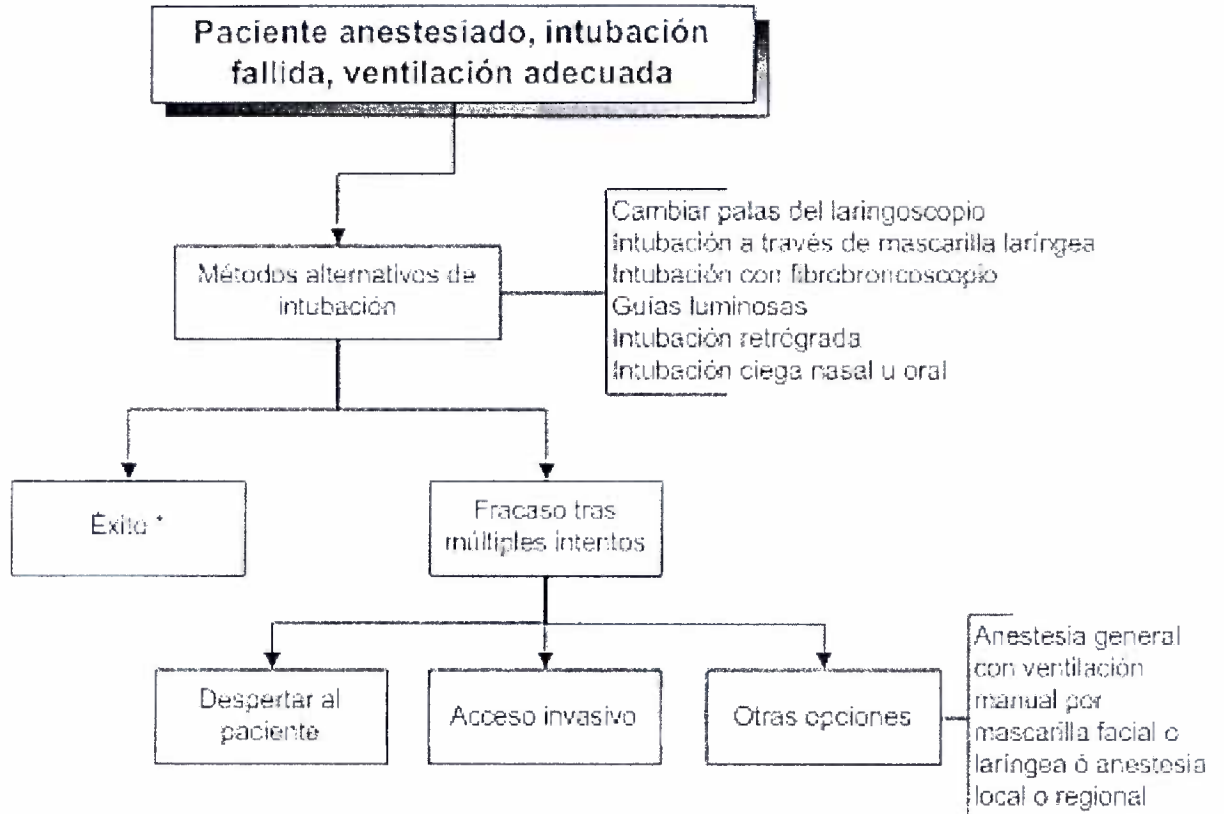 Paciente anestesiado, intubación
fallida, ventilación adecuada
Métodos alternativos de
intubación
Cambiar palas del laringoscopio
Intubación a través de mascarilla laríngea
Intubación con fibrobroncoscopio
Guías luminosas
Intubación retrógrada
Intubación ciega nasal u oral
Éxito *
Fracaso tras
múltiples intentos
Despertar al
paciente
Acceso invasivo
Otras opciones
Anestesia general
con ventilación
manual por
mascarilla facial o
laríngea ó anestesia
local o regional